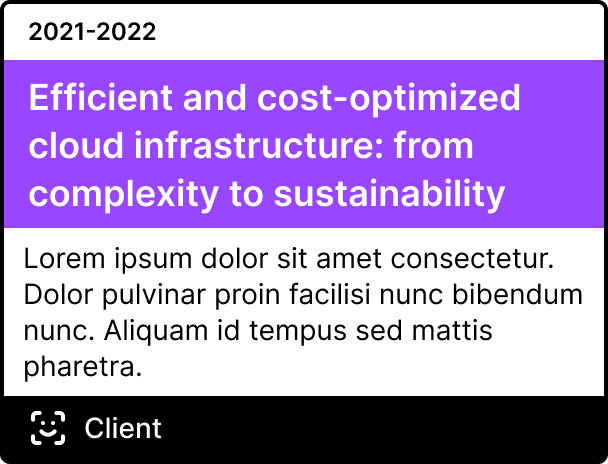 2021-2022
Efficient and cost-optimized
cloud infrastructure: from
complexity to sustainability
Lorem ipsum dolor sit amet consectetur.
Dolor pulvinar proin facilisi nunc bibendum
nunc. Aliquam id tempus sed mattis
pharetra.
Client